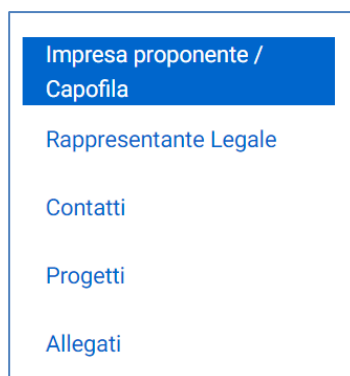 Impresa proponente /
Capofila
Rappresentante Legale
Contatti
Progetti
Allegati